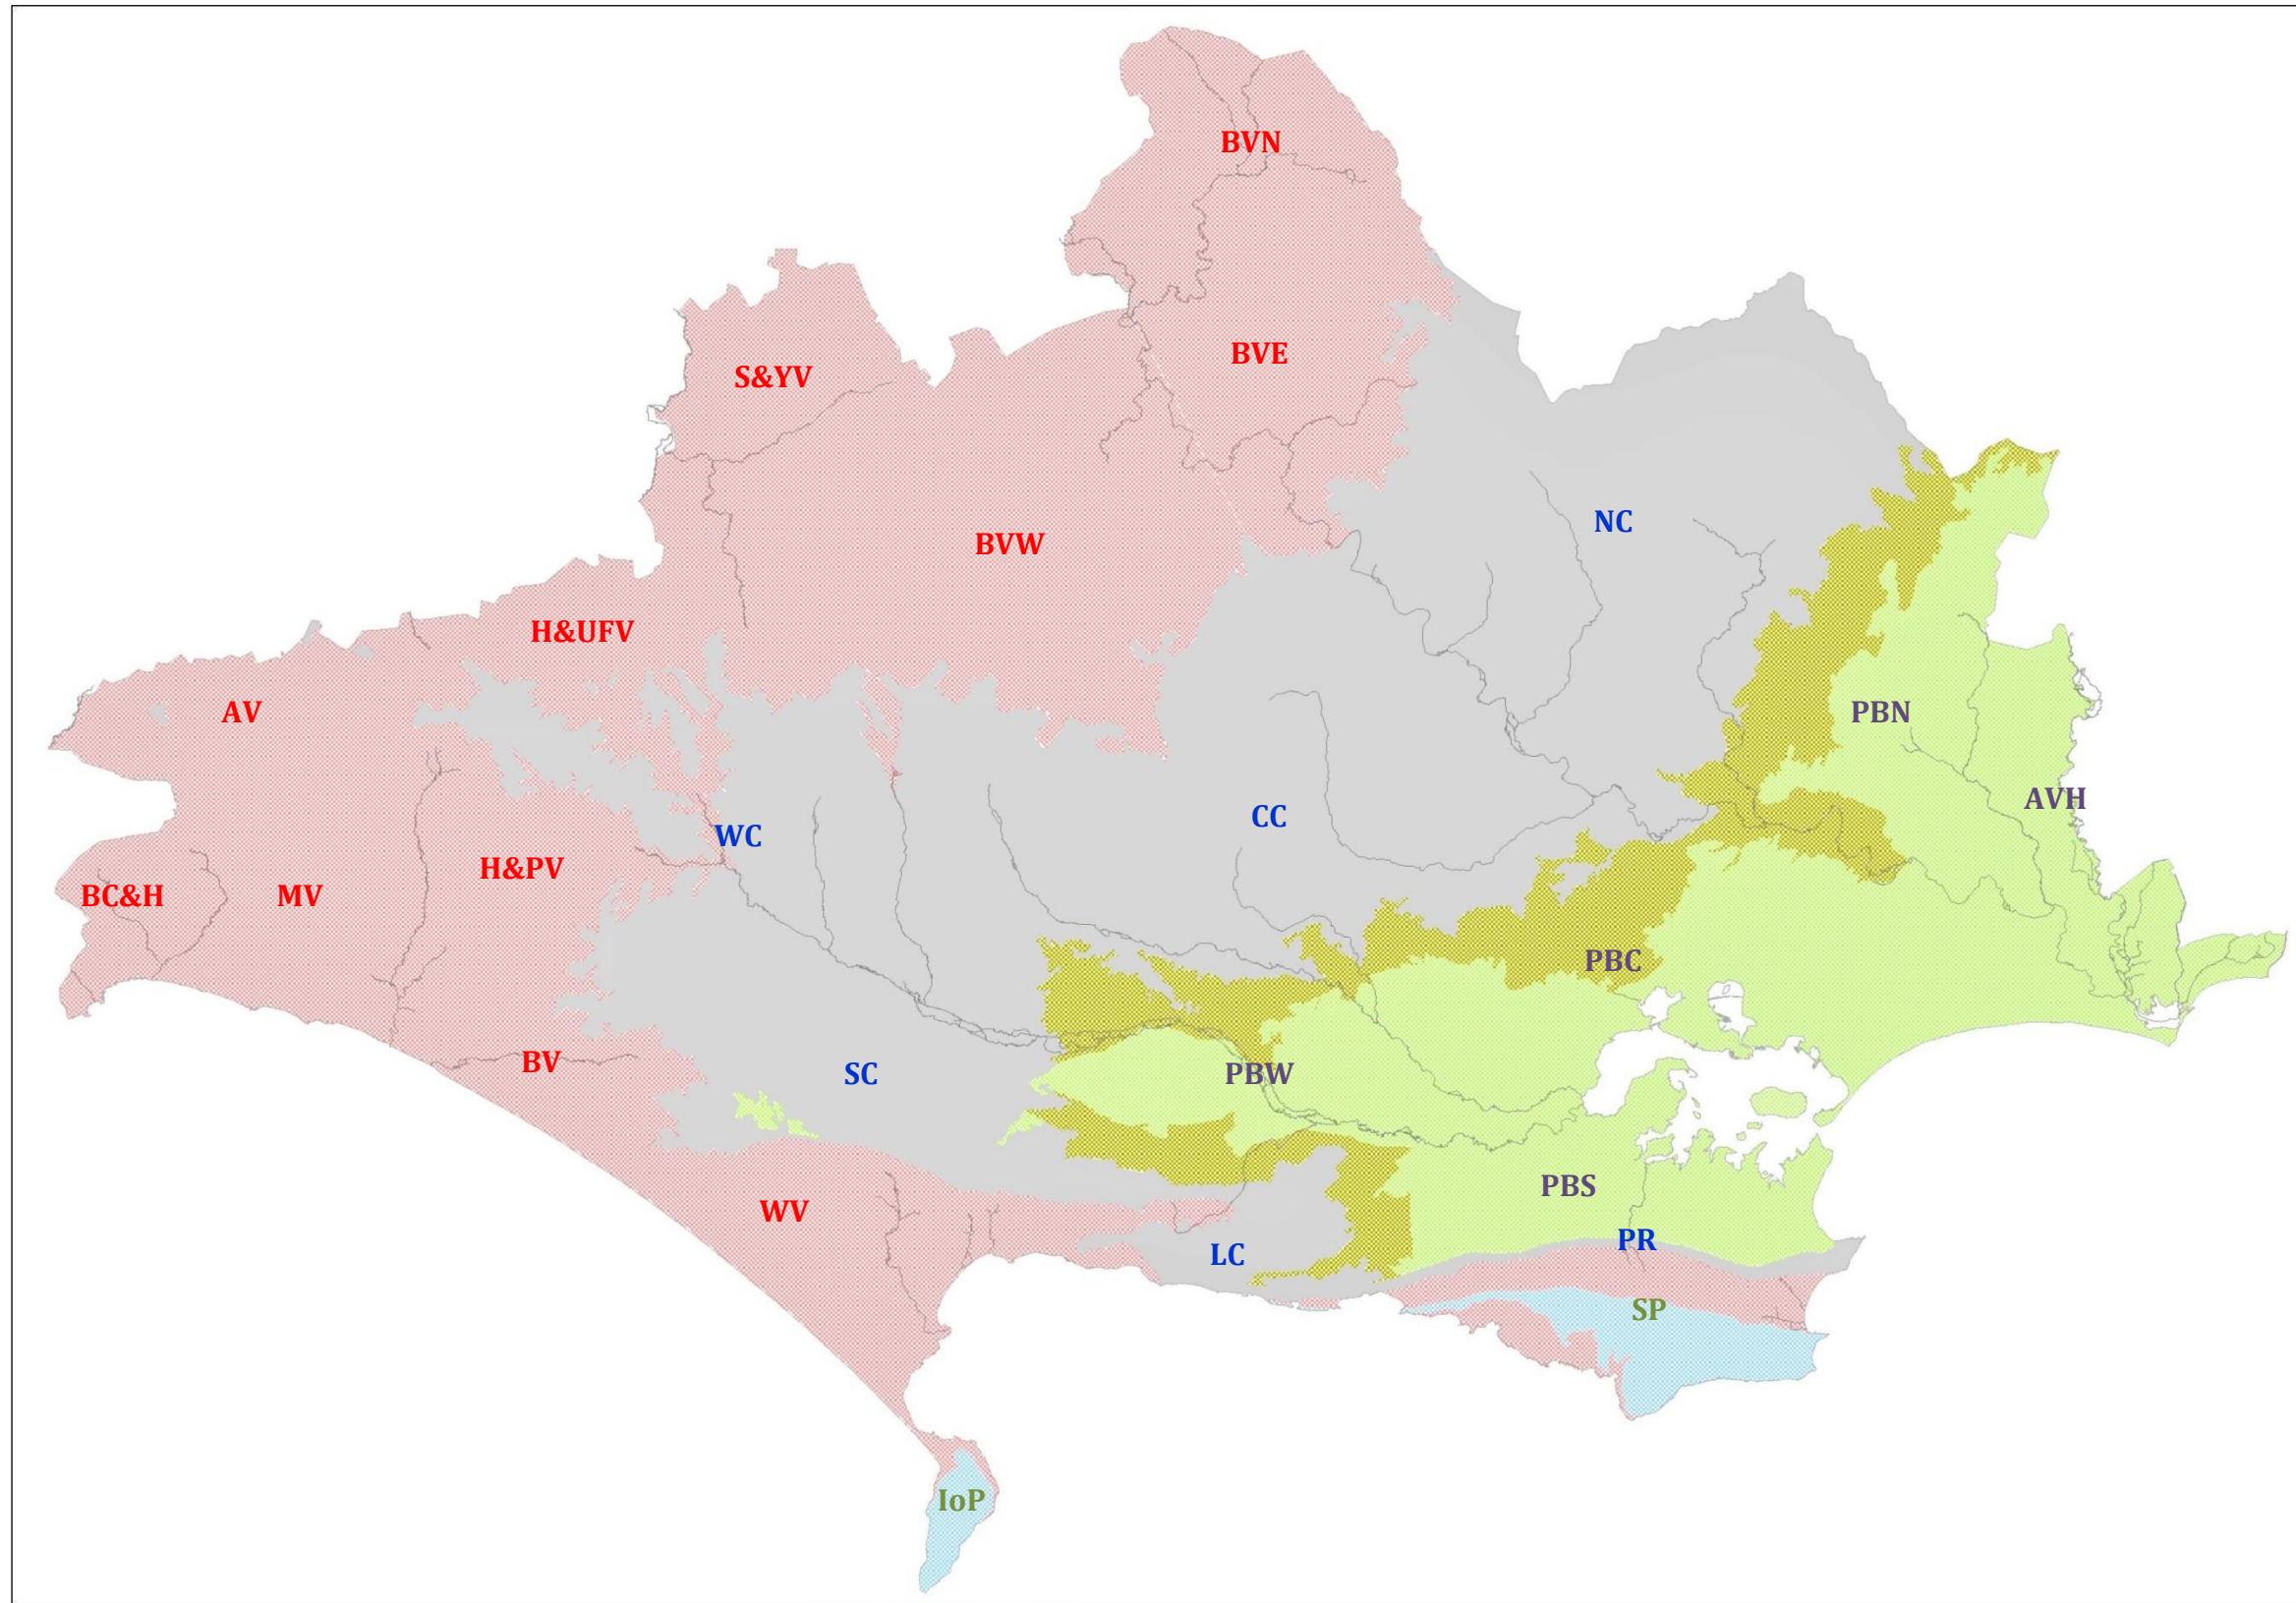 BVN
BVE
S&YV
NC
BVW
H&UFV
AV
PBN
AVH
CC
WC
H&PV
BC&H
MV
PBC
BV
SC
PBW
PBS
WV
PR
LC
SP
IoP